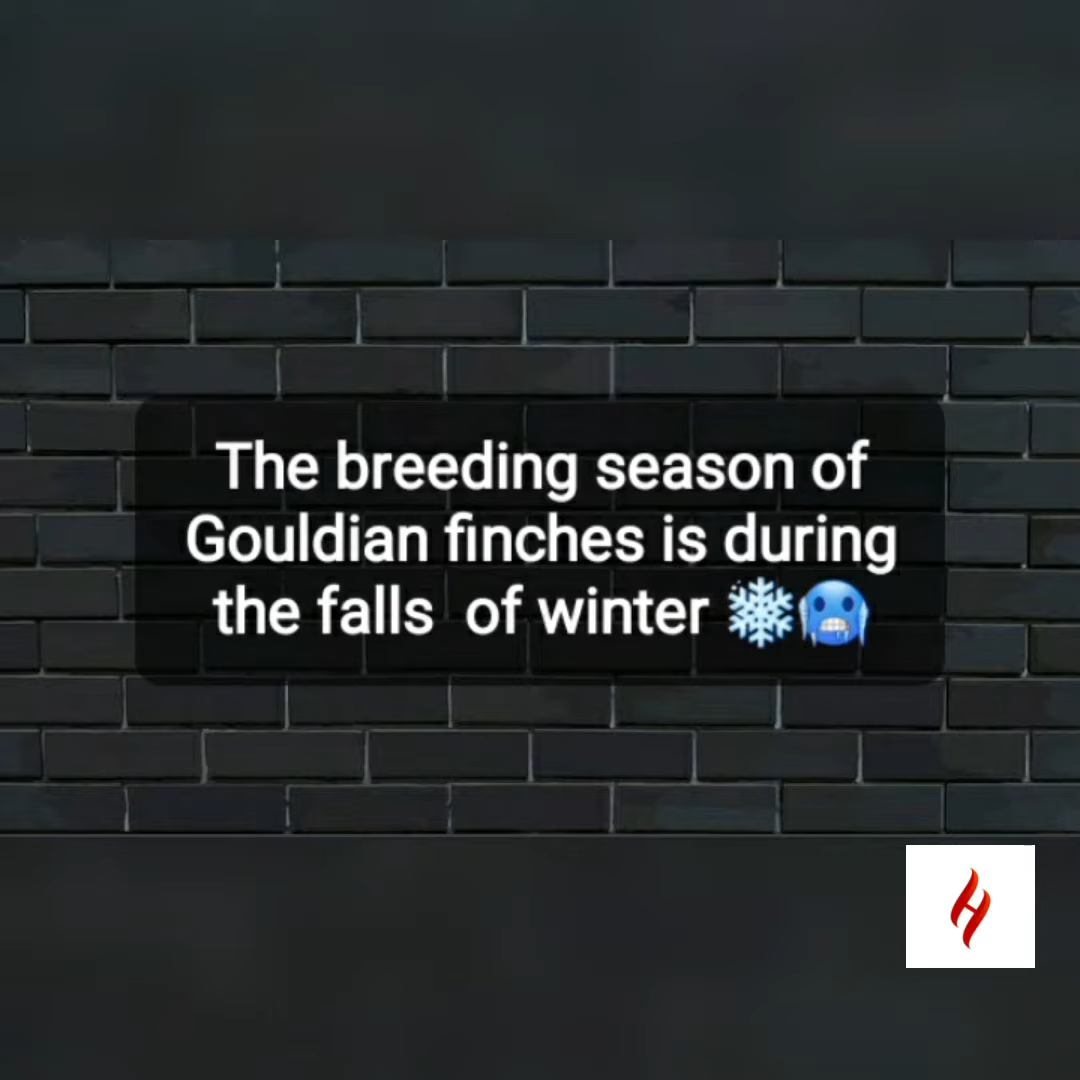 The breeding season of
Gouldian finches is during
the falls  of winter ❄️🥶